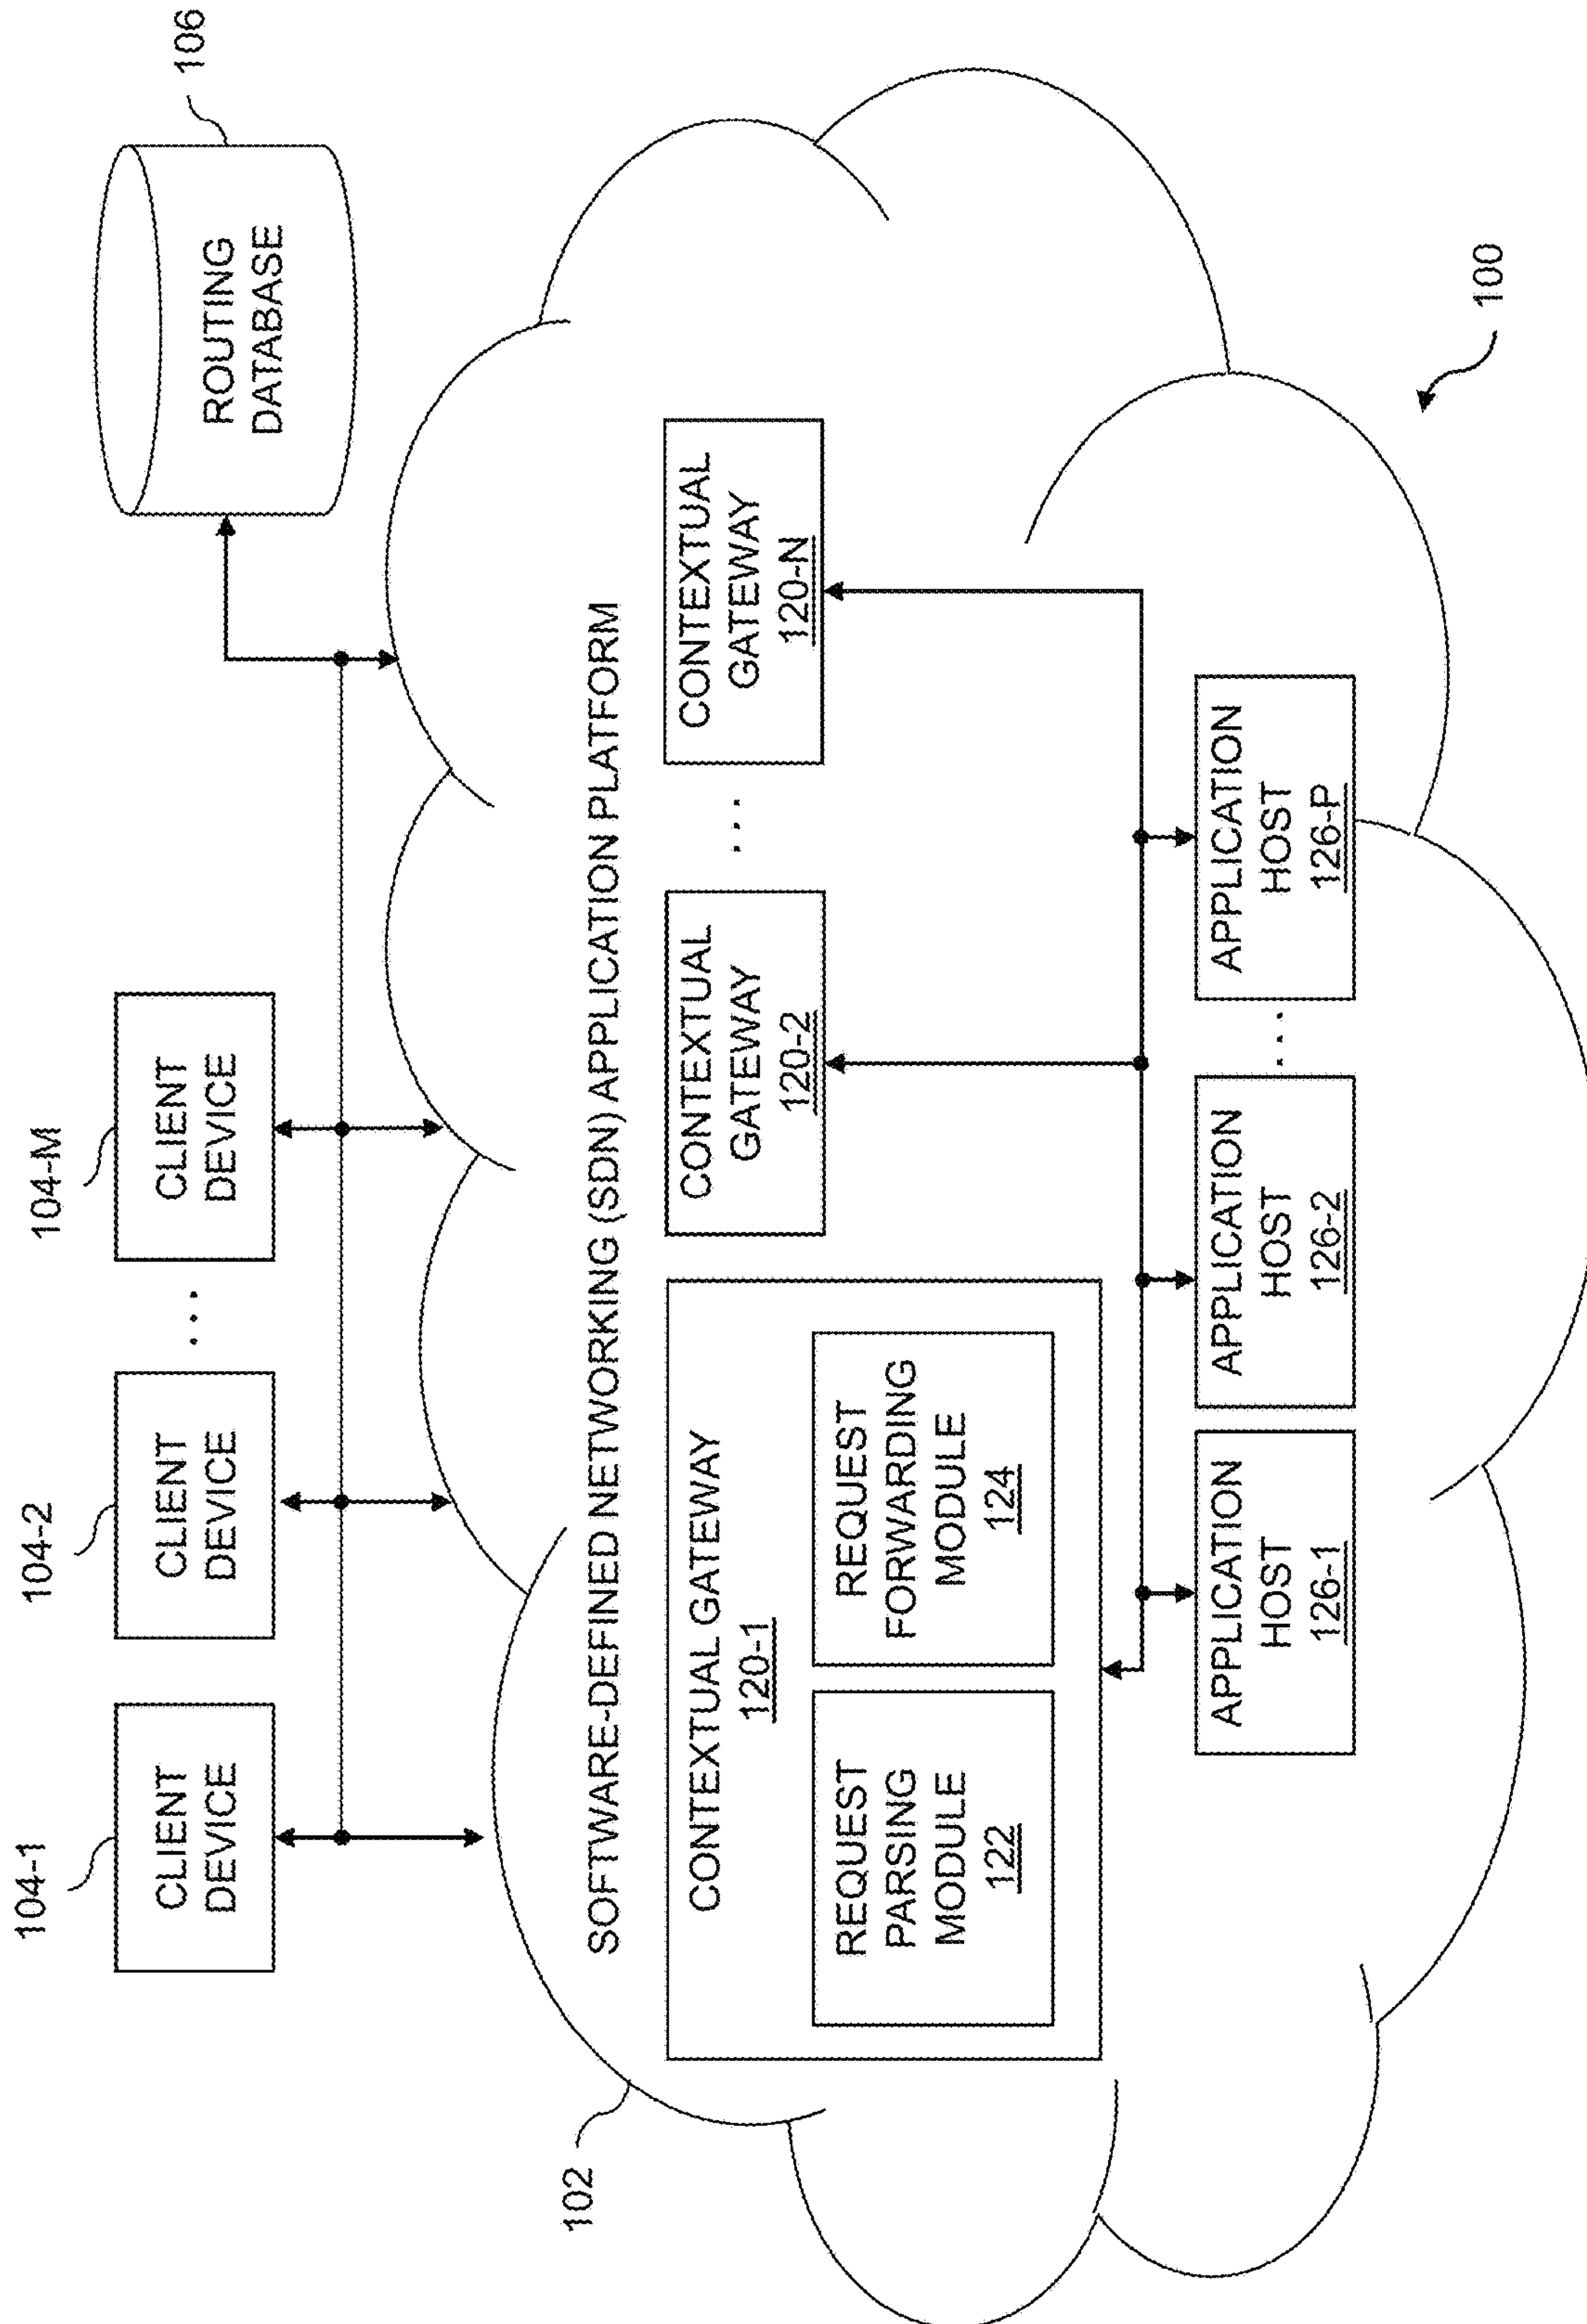 104-1
104-2
104-M
106
CLIENT
DEVICE
CLIENT
DEVICE
...
CLIENT
DEVICE
ROUTING
DATABASE
102
SOFTWARE-DEFINED NETWORKING (SDN) APPLICATION PLATFORM
CONTEXTUAL GATEWAY
120-1
REQUEST
PARSING
MODULE
122
REQUEST
FORWARDING
MODULE
124
CONTEXTUAL
GATEWAY
120-2
...
CONTEXTUAL
GATEWAY
120-N
APPLICATION
HOST
126-1
APPLICATION
HOST
126-2
...
APPLICATION
HOST
126-P
100